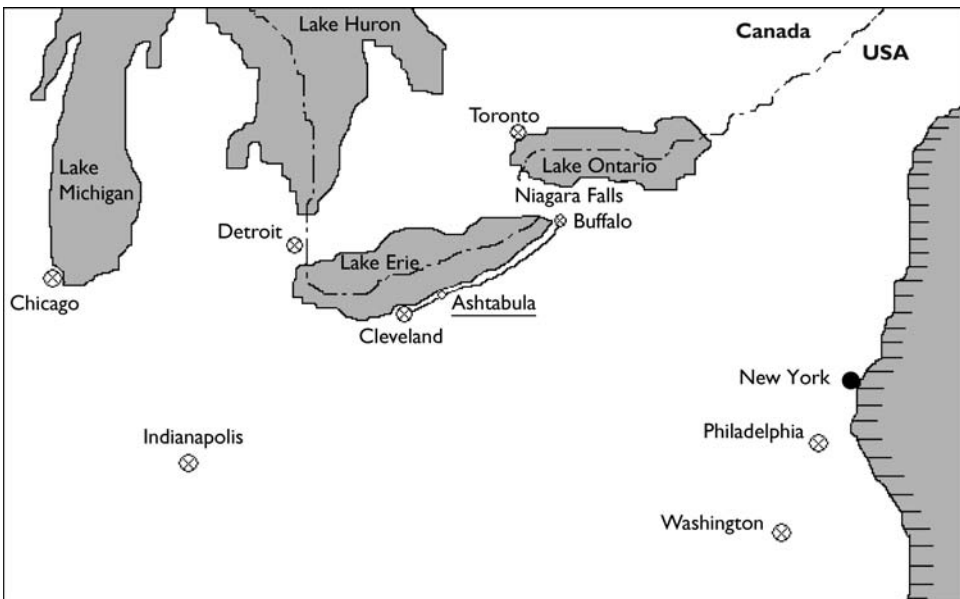 Lake Huron
Canada
USA
Toronto
Lake
Michigan
Lake Ontario
Niagara Falls
Detroit
Buffalo
Lake Erie
Chicago
Ashtabula
Cleveland
New York
Philadelphia
Indianapolis
Washington